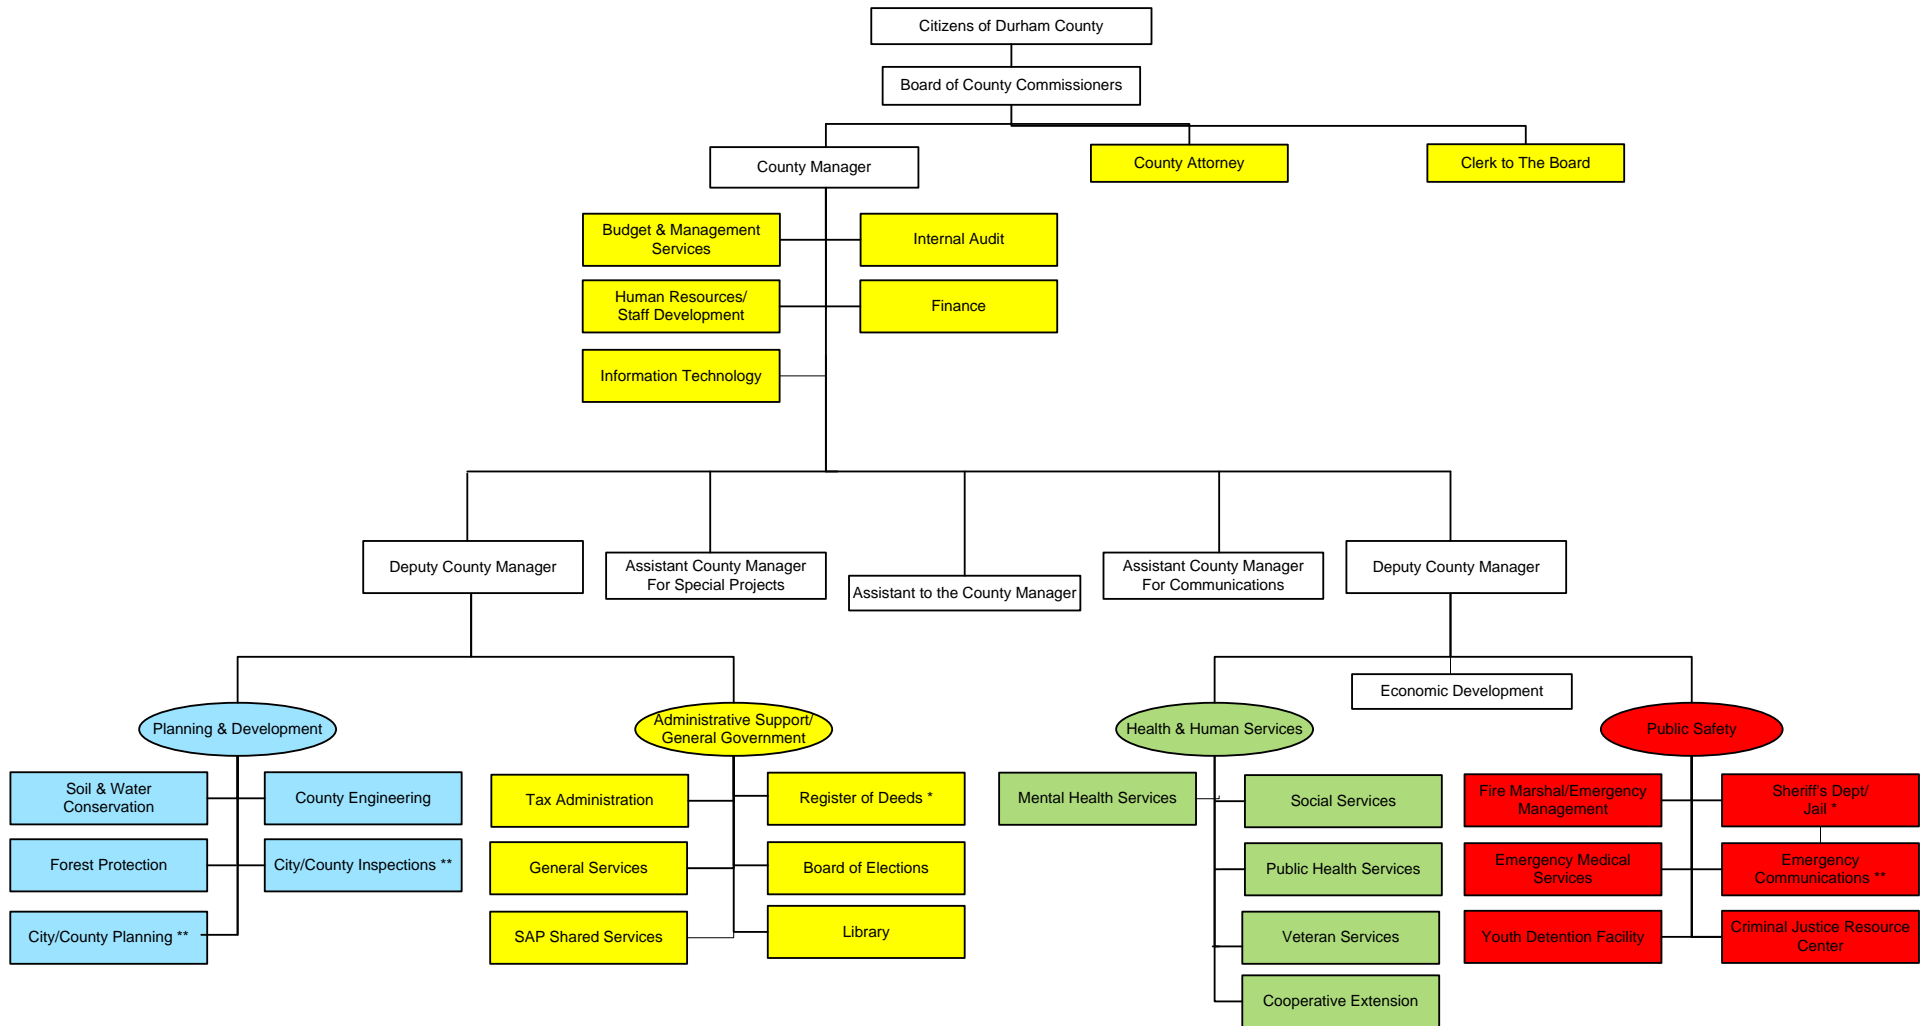 Citizens of Durham County
Board of County Commissioners
County Manager
County Attorney
Clerk to The Board
Budget & Management
Services
Internal Audit
Human Resources/
Staff Development
Finance
Information Technology
Deputy County Manager
Assistant County Manager
For Special Projects
Assistant to the County Manager
Assistant County Manager
For Communications
Deputy County Manager
Economic Development
Planning & Development
Administrative Support/
General Government
Health & Human Services
Public Safety
Soil & Water
Conservation
County Engineering
Forest Protection
City/County Inspections **
City/County Planning **
Tax Administration
Register of Deeds *
General Services
Board of Elections
SAP Shared Services
Library
Mental Health Services
Social Services
Public Health Services
Veteran Services
Cooperative Extension
Fire Marshal/Emergency
Management
Sheriff's Dept/
Jail *
Emergency Medical
Services
Emergency
Communications **
Youth Detention Facility
Criminal Justice Resource
Center